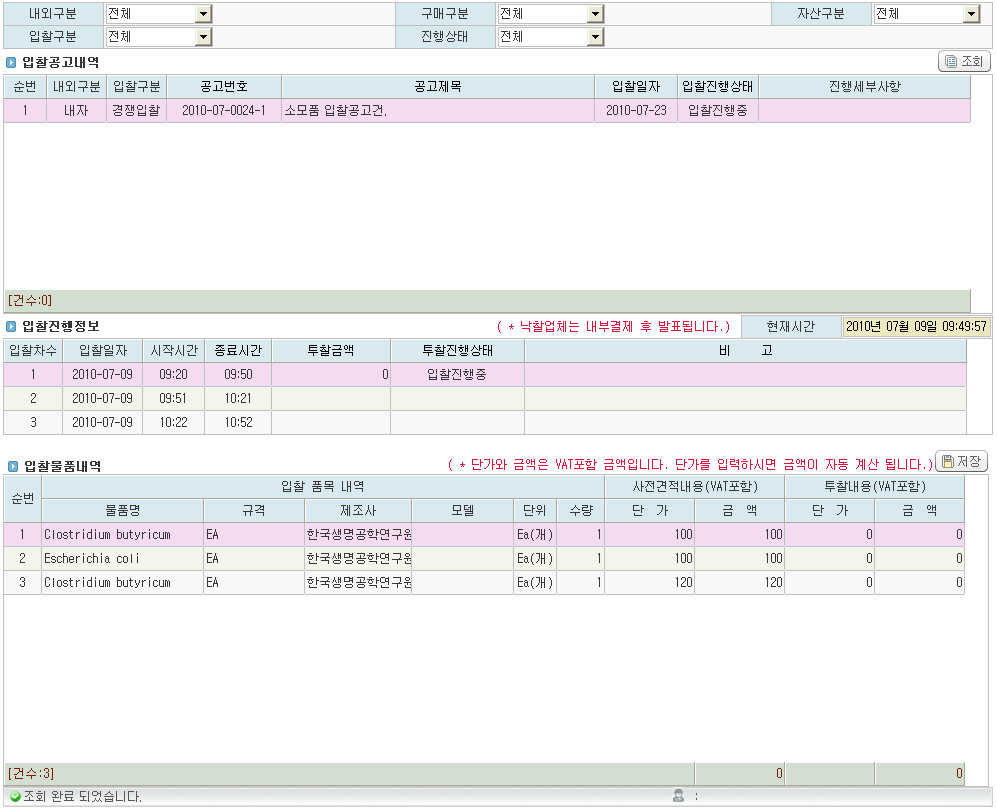 내외구분 전체 구매구분 전체 자산구분 전체
입찰구분 전체 진행상태 전체
입찰공고내역 조회
순번 내외구분 입찰구분 공고번호 공고제목 입찰일자 입찰진행상태 진행세부사항
1 내자 경쟁입찰 2010-07-0024-1 소모품 입찰공고건. 2010-07-23 입찰진행중
[건수:0]
입찰진행정보 ( * 낙찰업체는 내부결제 후 발표됩니다.) 현재시간 2010년 07월 09일 09:49:57
입찰차수 입찰일자 시작시간 종료시간 투찰금액 투찰진행상태 비 고
1 2010-07-09 09:20 09:50 0 입찰진행중
2 2010-07-09 09:51 10:21
3 2010-07-09 10:22 10:52
입찰물품내역 ( * 단가와 금액은 VAT포함 금액입니다. 단가를 입력하시면 금액이 자동 계산 됩니다.) 저장
순번 입찰 품목 내역 사전견적내용(VAT포함) 투찰내용(VAT포함)
물품명 규격 제조사 모델 단위 수량 단 가 금 액 단 가 금 액
1 Clostridium butyricum EA 한국생명공학연구원 Ea(개) 1 100 100 0 0
2 Escherichia coli EA 한국생명공학연구원 Ea(개) 1 100 100 0 0
3 Clostridium butyricum EA 한국생명공학연구원 Ea(개) 1 120 120 0 0
[건수:3] 0 0
조회 완료 되었습니다. :